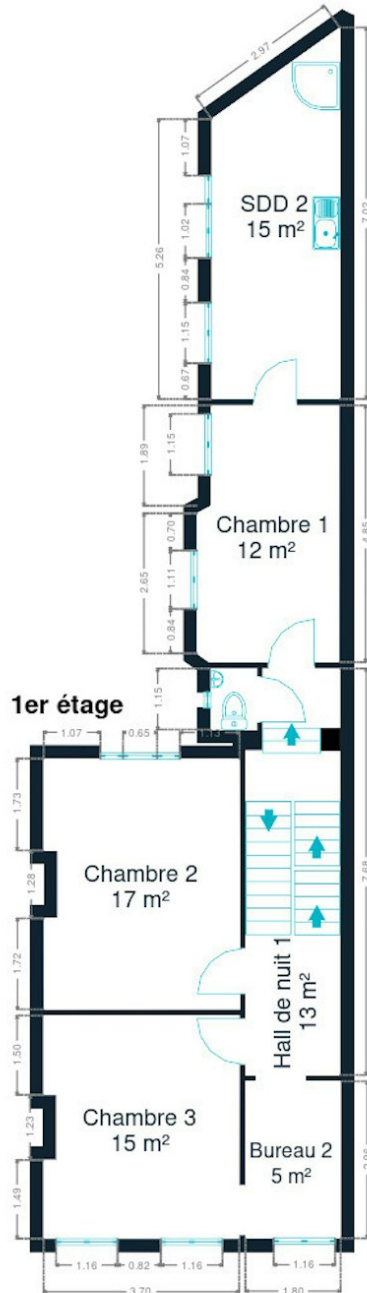 2.97
1.07
SDD 2
15 m²
7.02
1.02
5.26
0.84
1.15
0.67
1.89
1.15
4.85
Chambre 1
12 m²
0.70
2.65
1.11
0.84
1.15
1er étage
1.07
0.65
1.13
1.73
7.68
Chambre 2
17 m²
1.28
1.72
Hall de nuit 1
13 m²
1.50
Chambre 3
15 m²
1.23
Bureau 2
5 m²
1.49
1.16
0.82
1.16
1.16
3.70
1.80